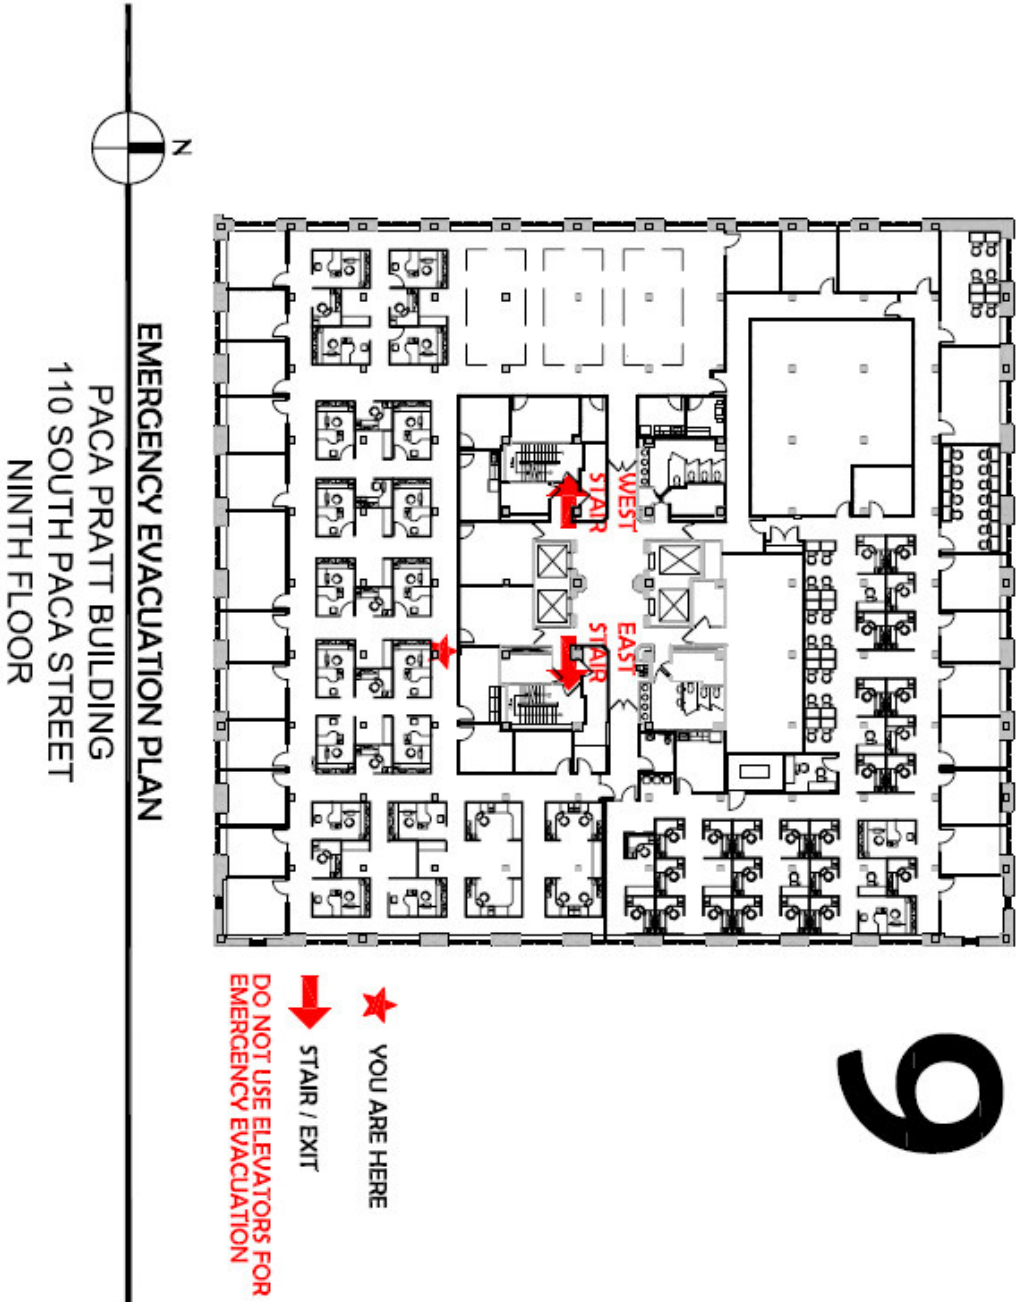 N
9
WEST
STAIR
EAST
STAIR
YOU ARE HERE
STAIR / EXIT
DO NOT USE ELEVATORS FOR
EMERGENCY EVACUATION
EMERGENCY EVACUATION PLAN
PACA PRATT BUILDING
110 SOUTH PACA STREET
NINTH FLOOR